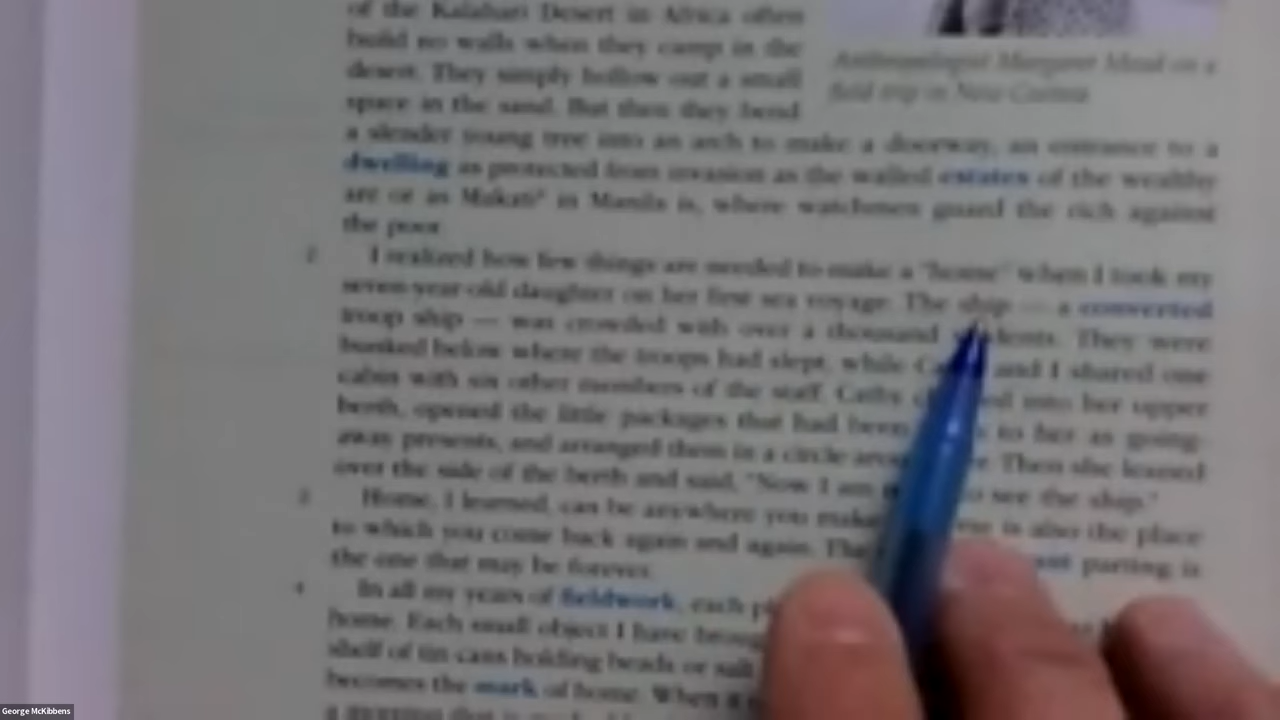 of the Kalahari Desert in Africa often
build no walls when they camp in the
desert. They simply hollow out a small
space in the sand. But then they bend
Anthropologist Margaret Mead on a
field trip to New Guinea
a slender young tree into an arch to make a doorway, an entrance to a
dwelling as protected from invasion as the walled estates of the wealthy
are or as Makati* in Manila is, where watchmen guard the rich against
the poor.
2 I realized how few things are needed to make a "home" when I took my
seven-year-old daughter on her first sea voyage. The ship — a converted
troop ship — was crowded with over a thousand students. They were
bunked below where the troops had slept, while and I shared one
cabin with six other members of the staff. Cathy into her upper
berth, opened the little packages that had been to her as going-
away presents, and arranged them in a circle Then she leaned
over the side of the berth and said, "Now I am to see the ship."
3 Home, I learned, can be anywhere you make is also the place
to which you come back again and again. parting is
the one that may be forever.
4 In all my years of fieldwork, each
home. Each small object I have
shelf of tin cans holding beads or salt
becomes the mark of home. When
George McKibbens